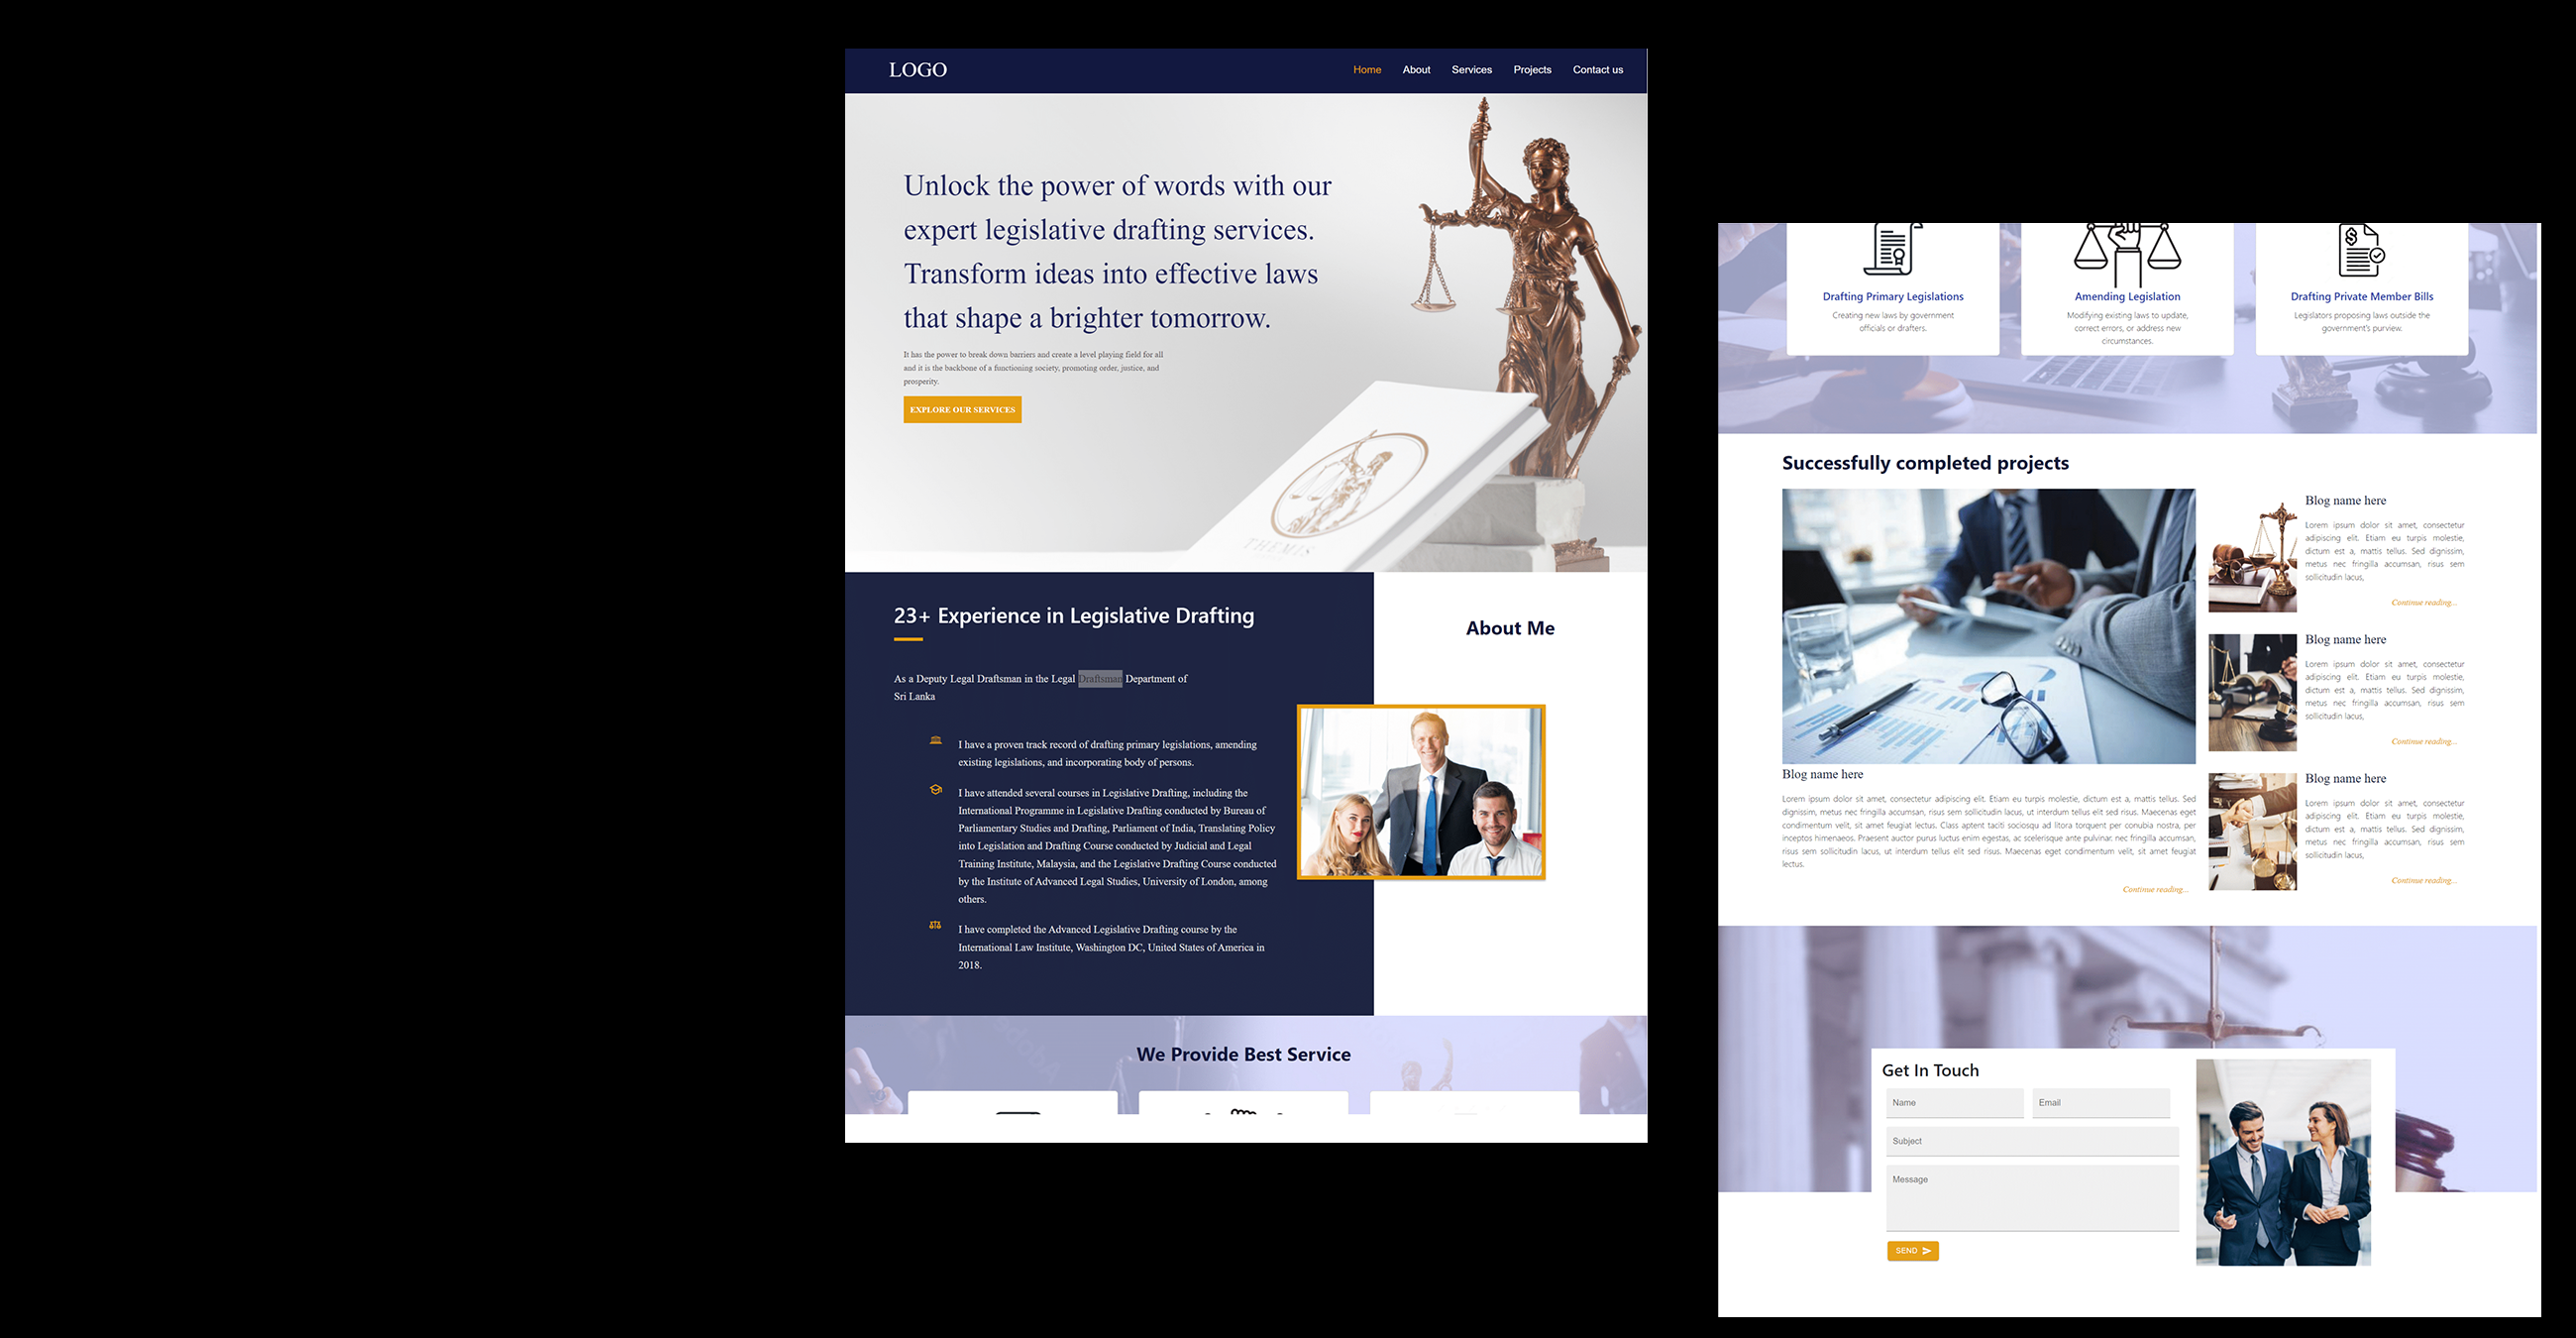 LOGO
Home
About
Services
Projects
Contact us
Unlock the power of words with our
expert legislative drafting services.
Transform ideas into effective laws
that shape a brighter tomorrow.
It has the power to break down barriers and create a level playing field for all
and it is the backbone of a functioning society, promoting order, justice, and
prosperity.
EXPLORE OUR SERVICES
THEMIS
23+ Experience in Legislative Drafting
As a Deputy Legal Draftsman in the Legal Draftsman Department of
Sri Lanka
I have a proven track record of drafting primary legislations, amending
existing legislations, and incorporating body of persons.
I have attended several courses in Legislative Drafting, including the
International Programme in Legislative Drafting conducted by Bureau of
Parliamentary Studies and Drafting, Parliament of India, Translating Policy
into Legislation and Drafting Course conducted by Judicial and Legal
Training Institute, Malaysia, and the Legislative Drafting Course conducted
by the Institute of Advanced Legal Studies, University of London, among
others.
I have completed the Advanced Legislative Drafting course by the
International Law Institute, Washington DC, United States of America in
2018.
About Me
We Provide Best Service
Drafting Primary Legislations
Creating new laws by government
officials or drafters.
Amending Legislation
Modifying existing laws to update,
correct errors, or address new
circumstances.
Drafting Private Member Bills
Legislators proposing laws outside the
government's purview.
Successfully completed projects
Blog name here
Lorem ipsum dolor sit amet, consectetur adipiscing elit. Etiam eu turpis molestie, dictum est a, mattis tellus. Sed
dignissim, metus nec fringilla accumsan, risus sem sollicitudin lacus, ut interdum tellus elit sed risus. Maecenas eget
condimentum velit, sit amet feugiat lectus. Class aptent taciti sociosqu ad litora torquent per conubia nostra, per
inceptos himenaeos. Praesent auctor purus luctus enim egestas, ac scelerisque ante pulvinar. nec fringilla accumsan,
risus sem sollicitudin lacus, ut interdum tellus elit sed risus. Maecenas eget condimentum velit, sit amet feugiat
lectus.
Continue reading...
Blog name here
Lorem ipsum dolor sit amet, consectetur
adipiscing elit. Etiam eu turpis molestie,
dictum est a, mattis tellus. Sed dignissim,
metus nec fringilla accumsan, risus sem
sollicitudin lacus,
Continue reading...
Blog name here
Lorem ipsum dolor sit amet, consectetur
adipiscing elit. Etiam eu turpis molestie,
dictum est a, mattis tellus. Sed dignissim,
metus nec fringilla accumsan, risus sem
sollicitudin lacus,
Continue reading...
Blog name here
Lorem ipsum dolor sit amet, consectetur
adipiscing elit. Etiam eu turpis molestie,
dictum est a, mattis tellus. Sed dignissim,
metus nec fringilla accumsan, risus sem
sollicitudin lacus,
Continue reading...
Get In Touch
Name
Email
Subject
Message
SEND